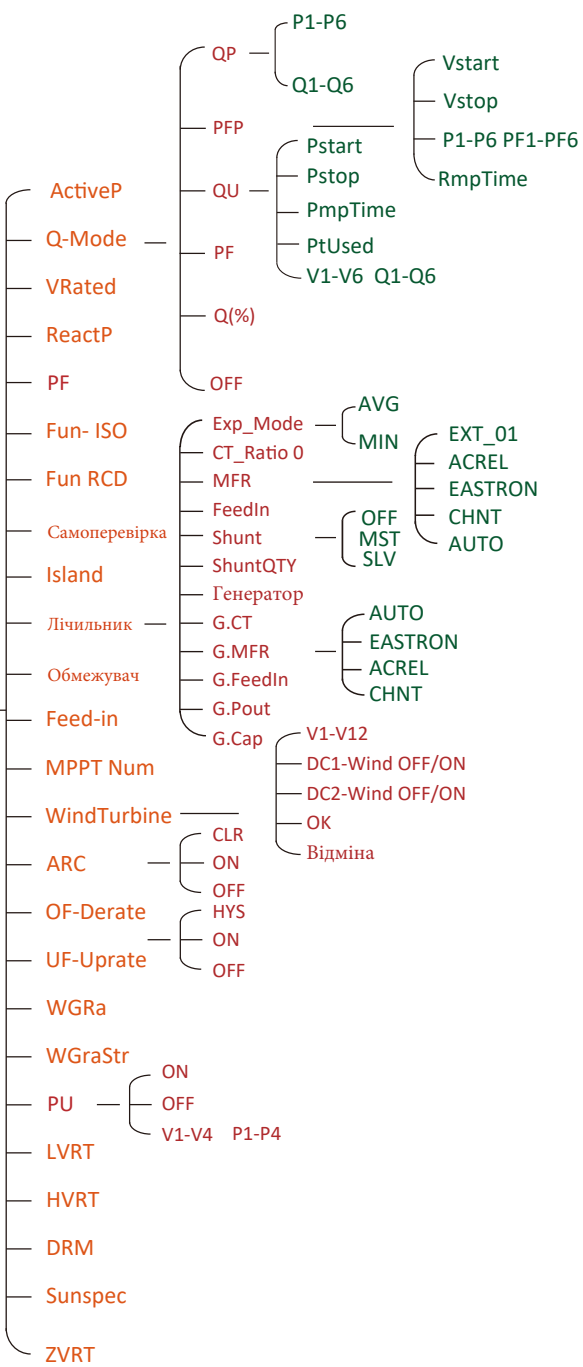 ActiveP
Q-Mode
VRated
ReactP
PF
Fun- ISO
Fun RCD
Самоперевірка
Island
Лічильник
Обмежувач
Feed-in
MPPT Num
WindTurbine
ARC
OF-Derate
UF-Uprate
WGRa
WGraStr
PU
LVRT
HVRT
DRM
Sunspec
ZVRT
QP
PFP
QU
PF
Q(%)
OFF
P1-P6
Q1-Q6
Vstart
Vstop
P1-P6 PF1-PF6
RmpTime
Pstart
Pstop
PmpTime
PtUsed
V1-V6 Q1-Q6
Exp_Mode
CT_Ratio 0
MFR
FeedIn
Shunt
ShuntQTY
Генератор
G.CT
G.MFR
G.FeedIn
G.Pout
G.Cap
AVG
MIN
EXT_01
ACREL
EASTRON
CHNT
AUTO
OFF
MST
SLV
AUTO
EASTRON
ACREL
CHNT
V1-V12
DC1-Wind OFF/ON
DC2-Wind OFF/ON
OK
Відміна
CLR
ON
OFF
HYS
ON
OFF
ON
OFF
V1-V4 P1-P4